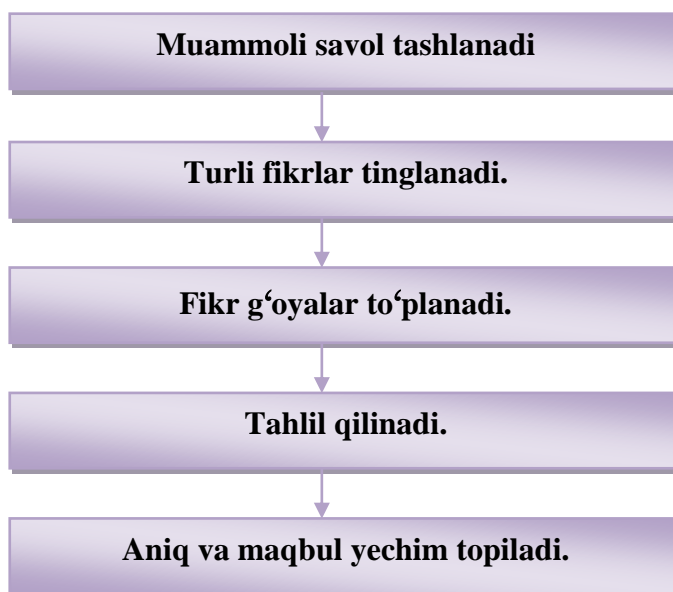 Muammoli savol tashlanadi
Turli fikrlar tinglanadi.
Fikr g‘oyalar to‘planadi.
Tahlil qilinadi.
Aniq va maqbul yechim topiladi.